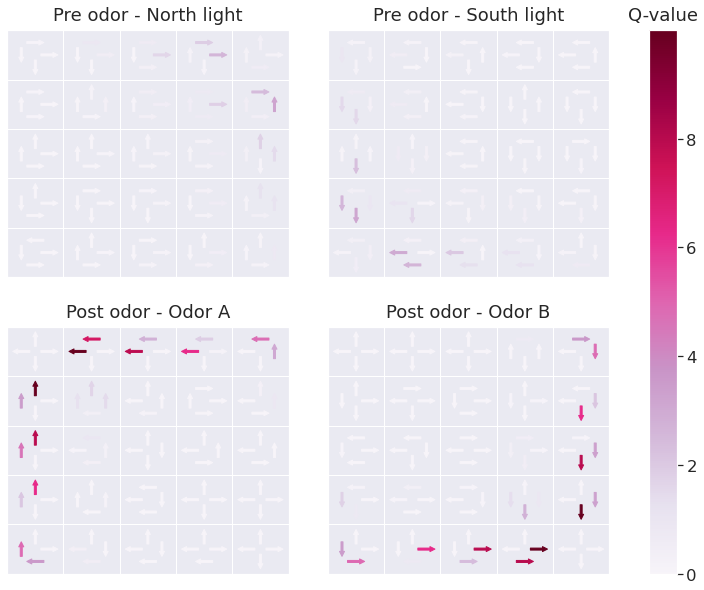 Pre odor - North light
Pre odor - South light
Q-value
8
6
4
2
0
Post odor - Odor A
Post odor - Odor B